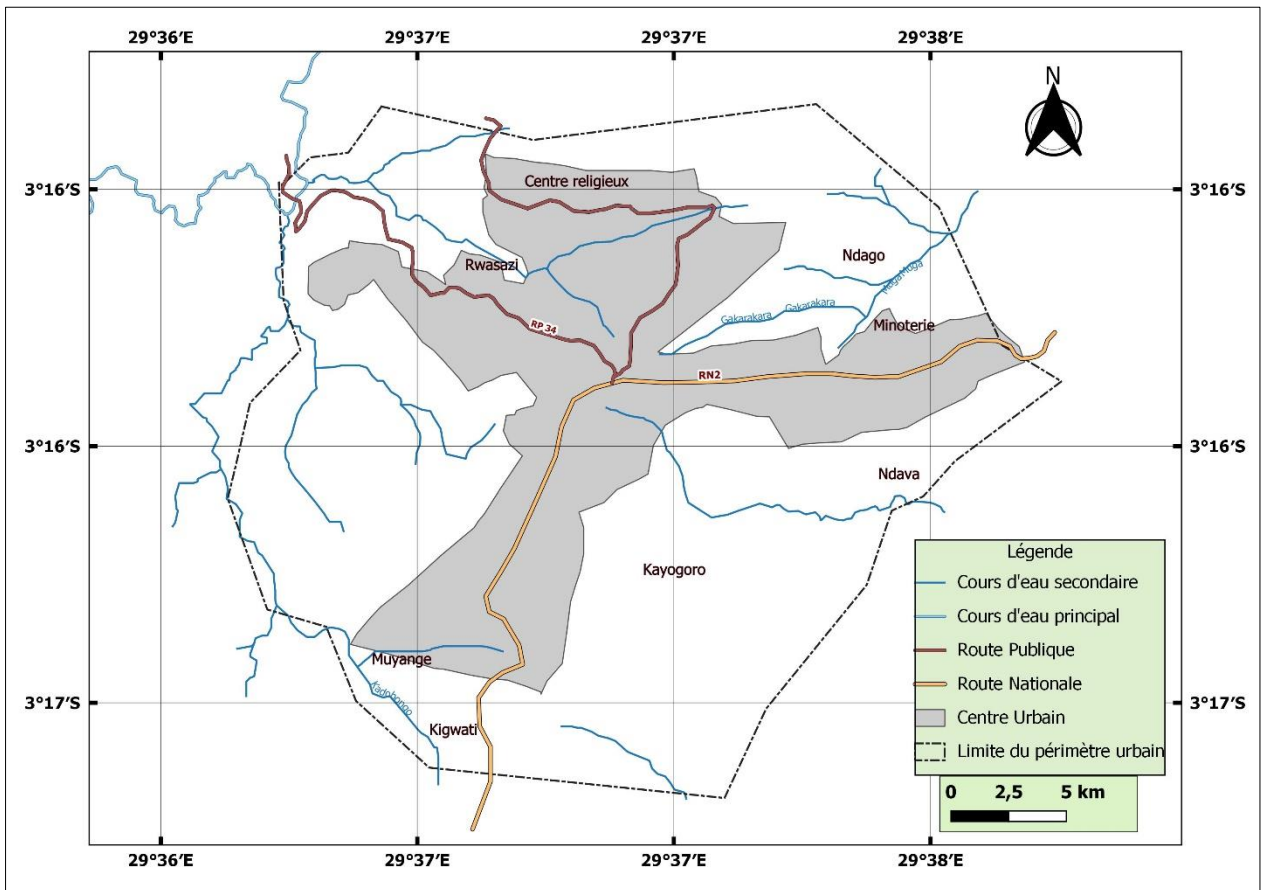 29°36′E 29°37′E 29°37′E 29°38′E
N
3°16′S 3°16′S
Centre religieux
Rwasazi
Ndago
Muga Muga
Gakarakara Gakarakara
Minoterie
RP 34
RN2
3°16′S 3°16′S
Ndava
Kayogoro
Muyange
Kadobongo
Kigwati
3°17′S 3°17′S
Légende
Cours d'eau secondaire
Cours d'eau principal
Route Publique
Route Nationale
Centre Urbain
Limite du périmètre urbain
0 2,5 5 km
29°36′E 29°37′E 29°37′E 29°38′E